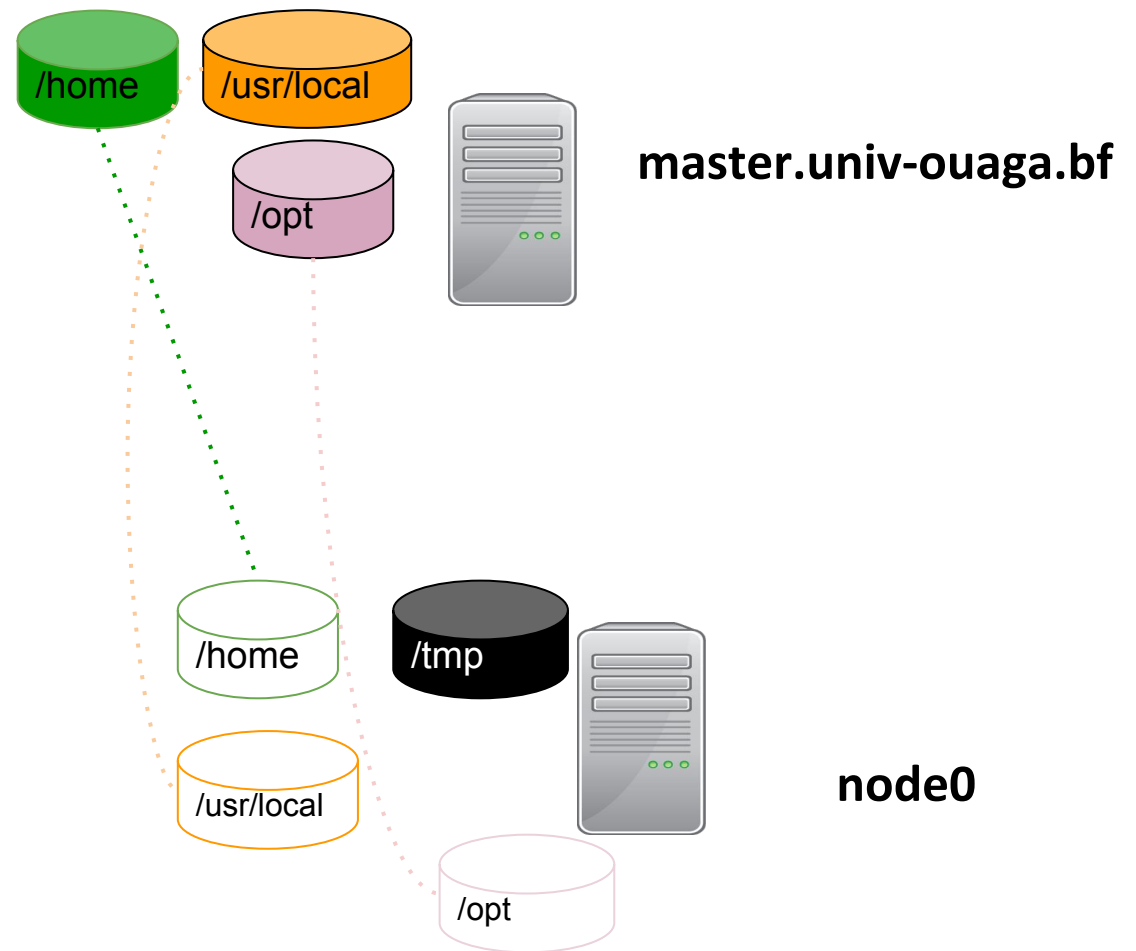 /home
/usr/local
/opt
master.univ-ouaga.bf
/home
/tmp
/usr/local
node0
/opt